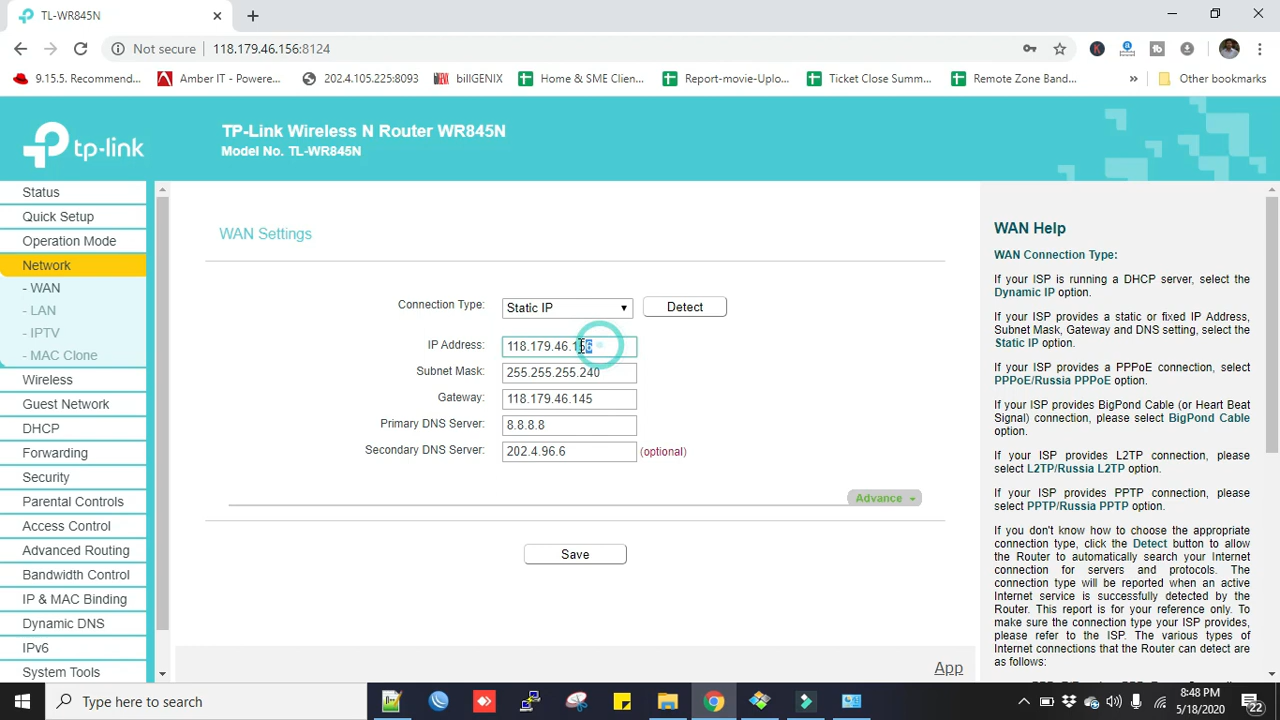 TL-WR845N
Not secure
118.179.46.156:8124
9.15.5. Recommend...
Amber IT - Powere...
202.4.105.225:8093
billGENIX
Home & SME Clien...
Report-movie-Uplo...
Ticket Close Summ...
Remote Zone Band...
»
Other bookmarks
tp-link
TP-Link Wireless N Router WR845N
Model No. TL-WR845N
Status
Quick Setup
Operation Mode
Network
- WAN
- LAN
- IPTV
- MAC Clone
Wireless
Guest Network
DHCP
Forwarding
Security
Parental Controls
Access Control
Advanced Routing
Bandwidth Control
IP & MAC Binding
Dynamic DNS
IPv6
System Tools
WAN Settings
Connection Type: Static IP Detect
IP Address: 118.179.46.156
Subnet Mask: 255.255.255.240
Gateway: 118.179.46.145
Primary DNS Server: 8.8.8.8
Secondary DNS Server: 202.4.96.6 (optional)
Advance
Save
App
WAN Help
WAN Connection Type:
If your ISP is running a DHCP server, select the
Dynamic IP option.
If your ISP provides a static or fixed IP Address,
Subnet Mask, Gateway and DNS setting, select the
Static IP option.
If your ISP provides a PPPoE connection, select
PPPoE/Russia PPPoE option.
If your ISP provides BigPond Cable (or Heart Beat
Signal) connection, please select BigPond Cable
option.
If your ISP provides L2TP connection, please
select L2TP/Russia L2TP option.
If your ISP provides PPTP connection, please
select PPTP/Russia PPTP option.
If you don't know how to choose the appropriate
connection type, click the Detect button to allow
the Router to automatically search your Internet
connection for servers and protocols. The
connection type will be reported when an active
Internet service is successfully detected by the
Router. This report is for your reference only. To
make sure the connection type your ISP provides,
please refer to the ISP. The various types of
Internet connections that the Router can detect are
as follows:
Type here to search
8:48 PM
5/18/2020
22